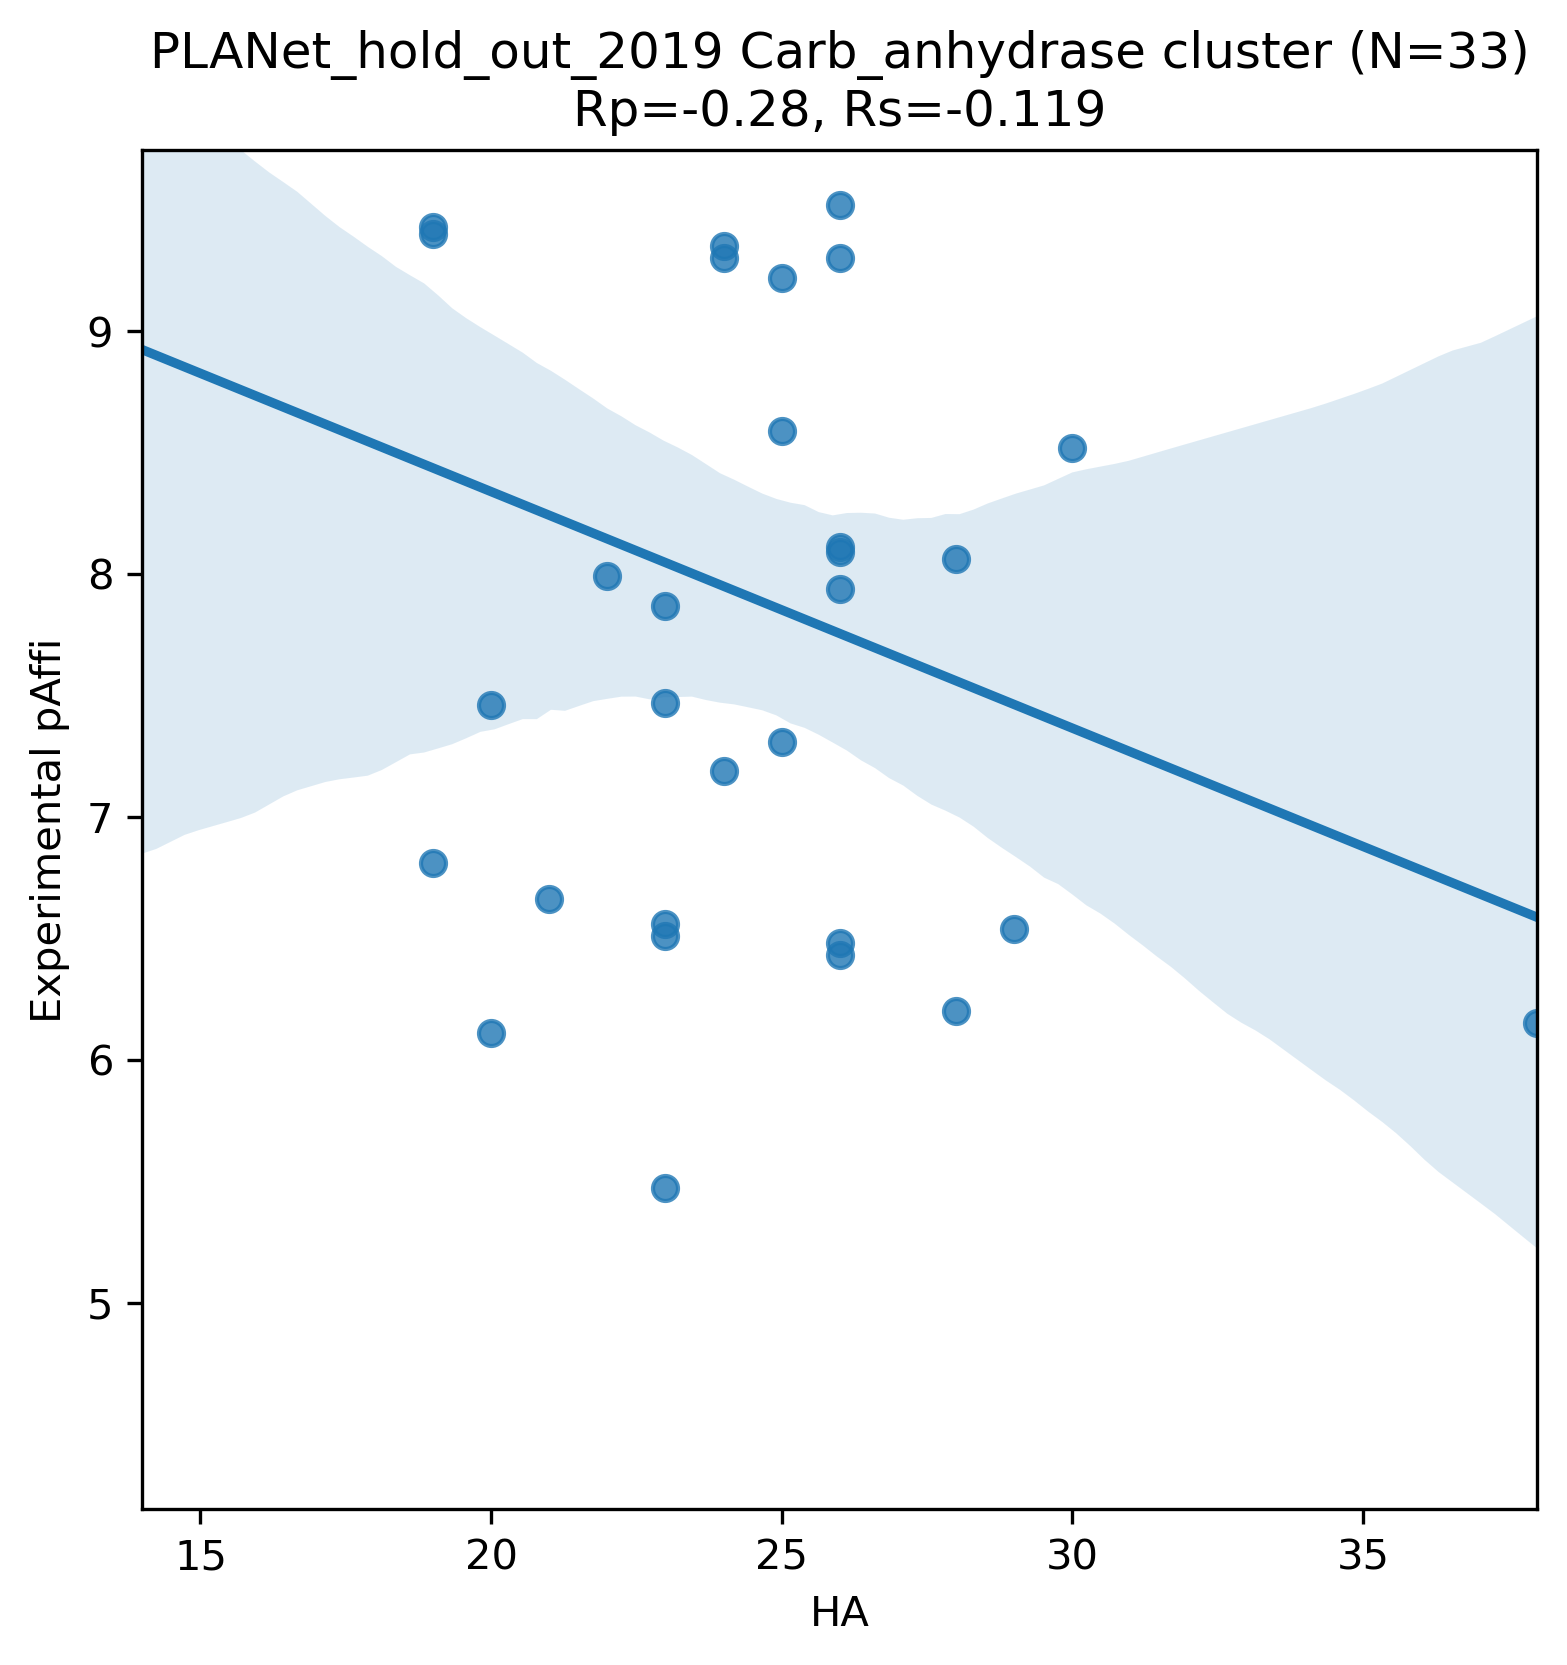 PLANet_hold_out_2019 Carb_anhydrase cluster (N=33)
Rp=-0.28, Rs=-0.119
9
8
7
6
5
Experimental pAffi
15 20 25 30 35
HA